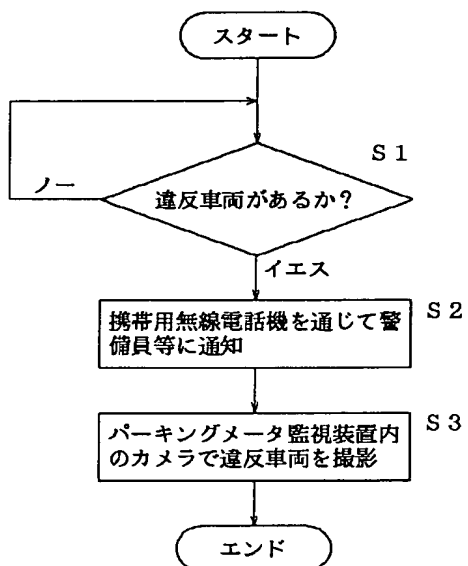 スタート
S1
ノー
違反車両があるか？
イエス
S2
携帯用無線電話機を通じて警
備員等に通知
S3
パーキングメータ監視装置内
のカメラで違反車両を撮影
エンド